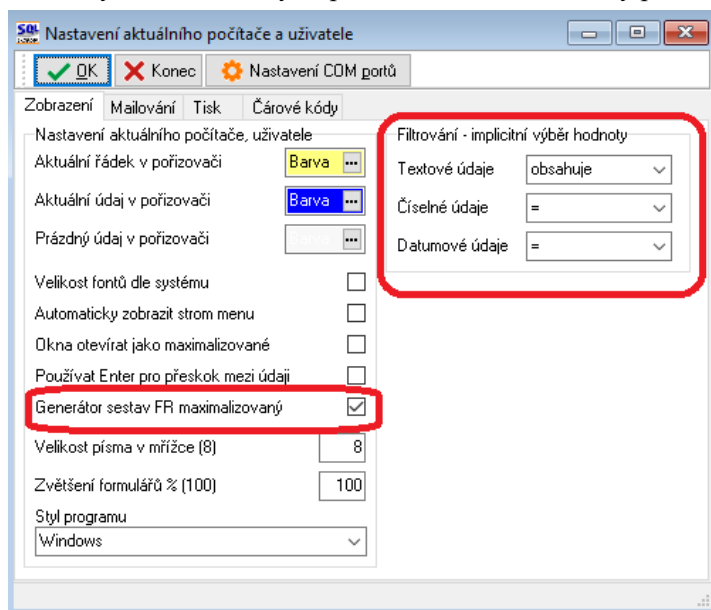 SQL
Nastavení aktuálního počítače a uživatele
OK Konec Nastavení COM portů
Zobrazení Mailování Tisk Čárové kódy
Nastavení aktuálního počítače, uživatele
Aktuální řádek v pořizovači Barva ...
Aktuální údaj v pořizovači Barva ...
Prázdný údaj v pořizovači ...
Velikost fontů dle systému
Automaticky zobrazit strom menu
Okna otevírat jako maximalizované
Používat Enter pro přeskok mezi údaji
Generátor sestav FR maximalizovaný
Velikost písma v mřížce (8) 8
Zvětšení formulářů % (100) 100
Styl programu
Windows
Filtrování - implicitní výběr hodnoty
Textové údaje obsahuje
Číselné údaje =
Datumové údaje =